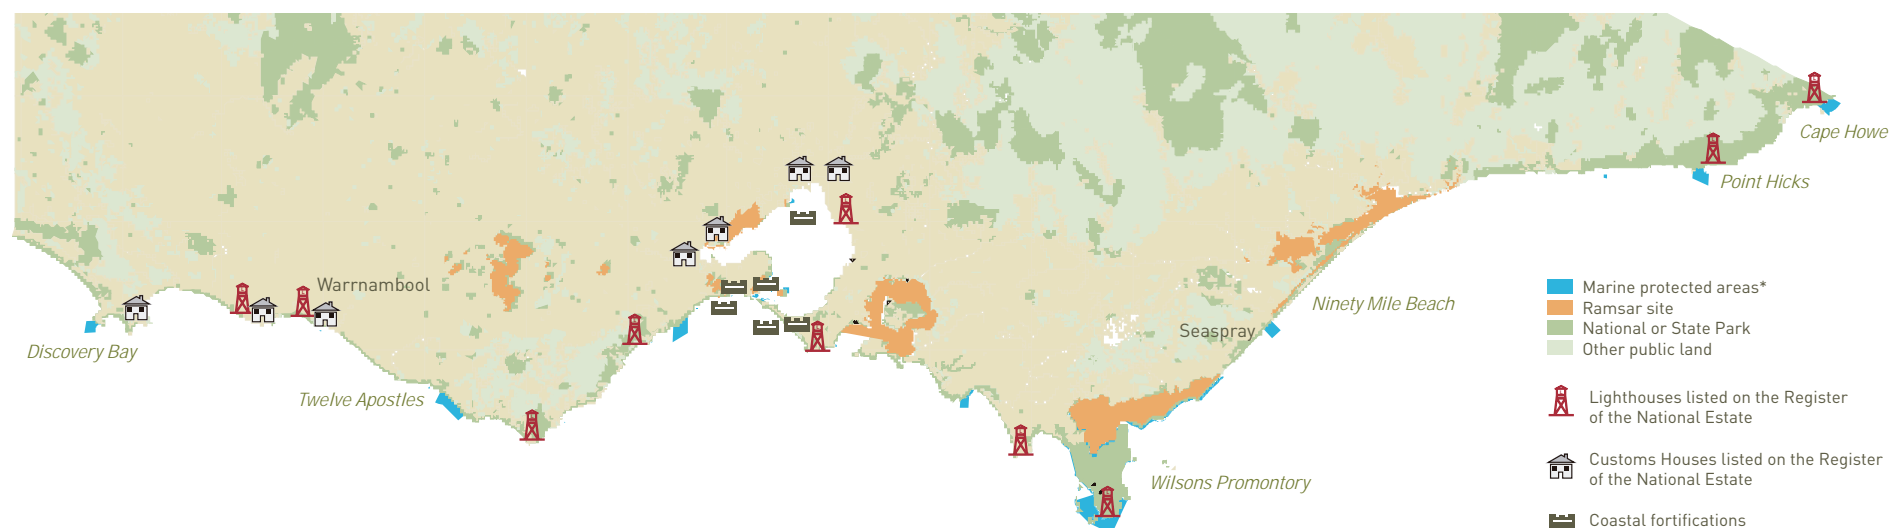 Cape Howe
Point Hicks
Warrnambool
Ninety Mile Beach
Seaspray
Discovery Bay
Twelve Apostles
Wilsons Promontory
Marine protected areas*
Ramsar site
National or State Park
Other public land
Lighthouses listed on the Register
of the National Estate
Customs Houses listed on the Register
of the National Estate
Coastal fortifications